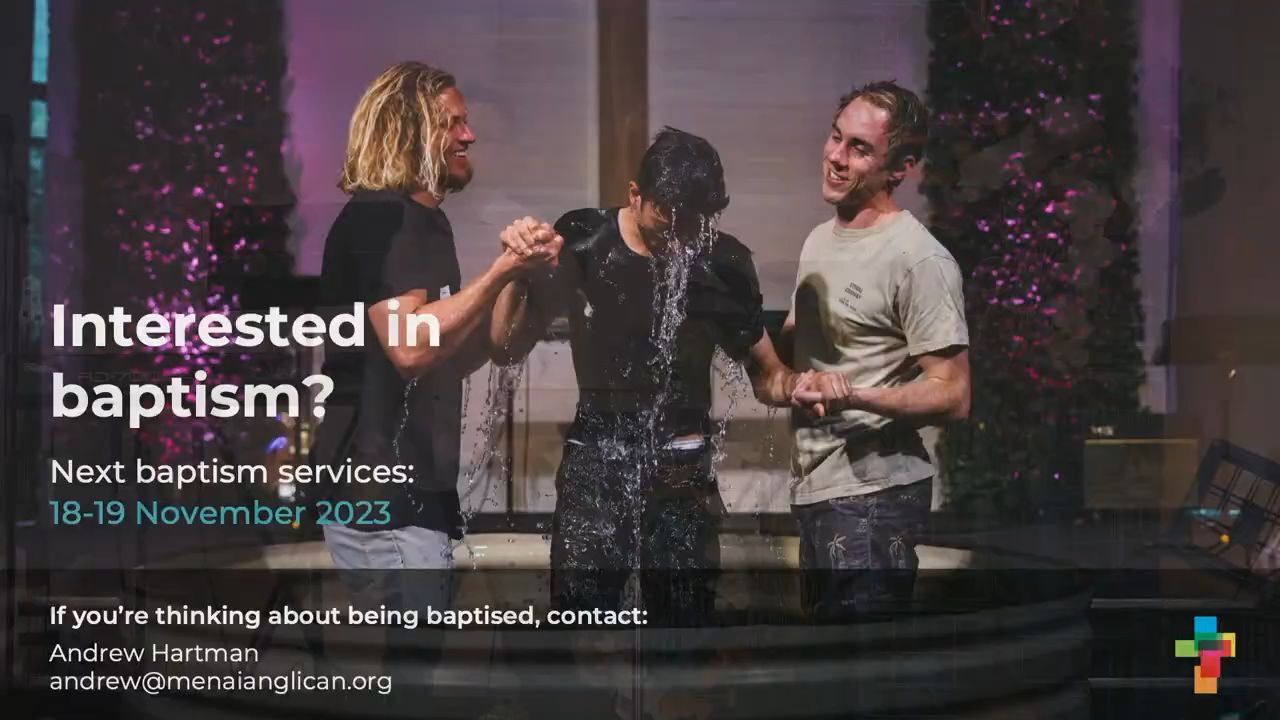 Interested in
baptism?
Next baptism services:
18-19 November 2023
If you're thinking about being baptised, contact:
Andrew Hartman
andrew@menaianglican.org